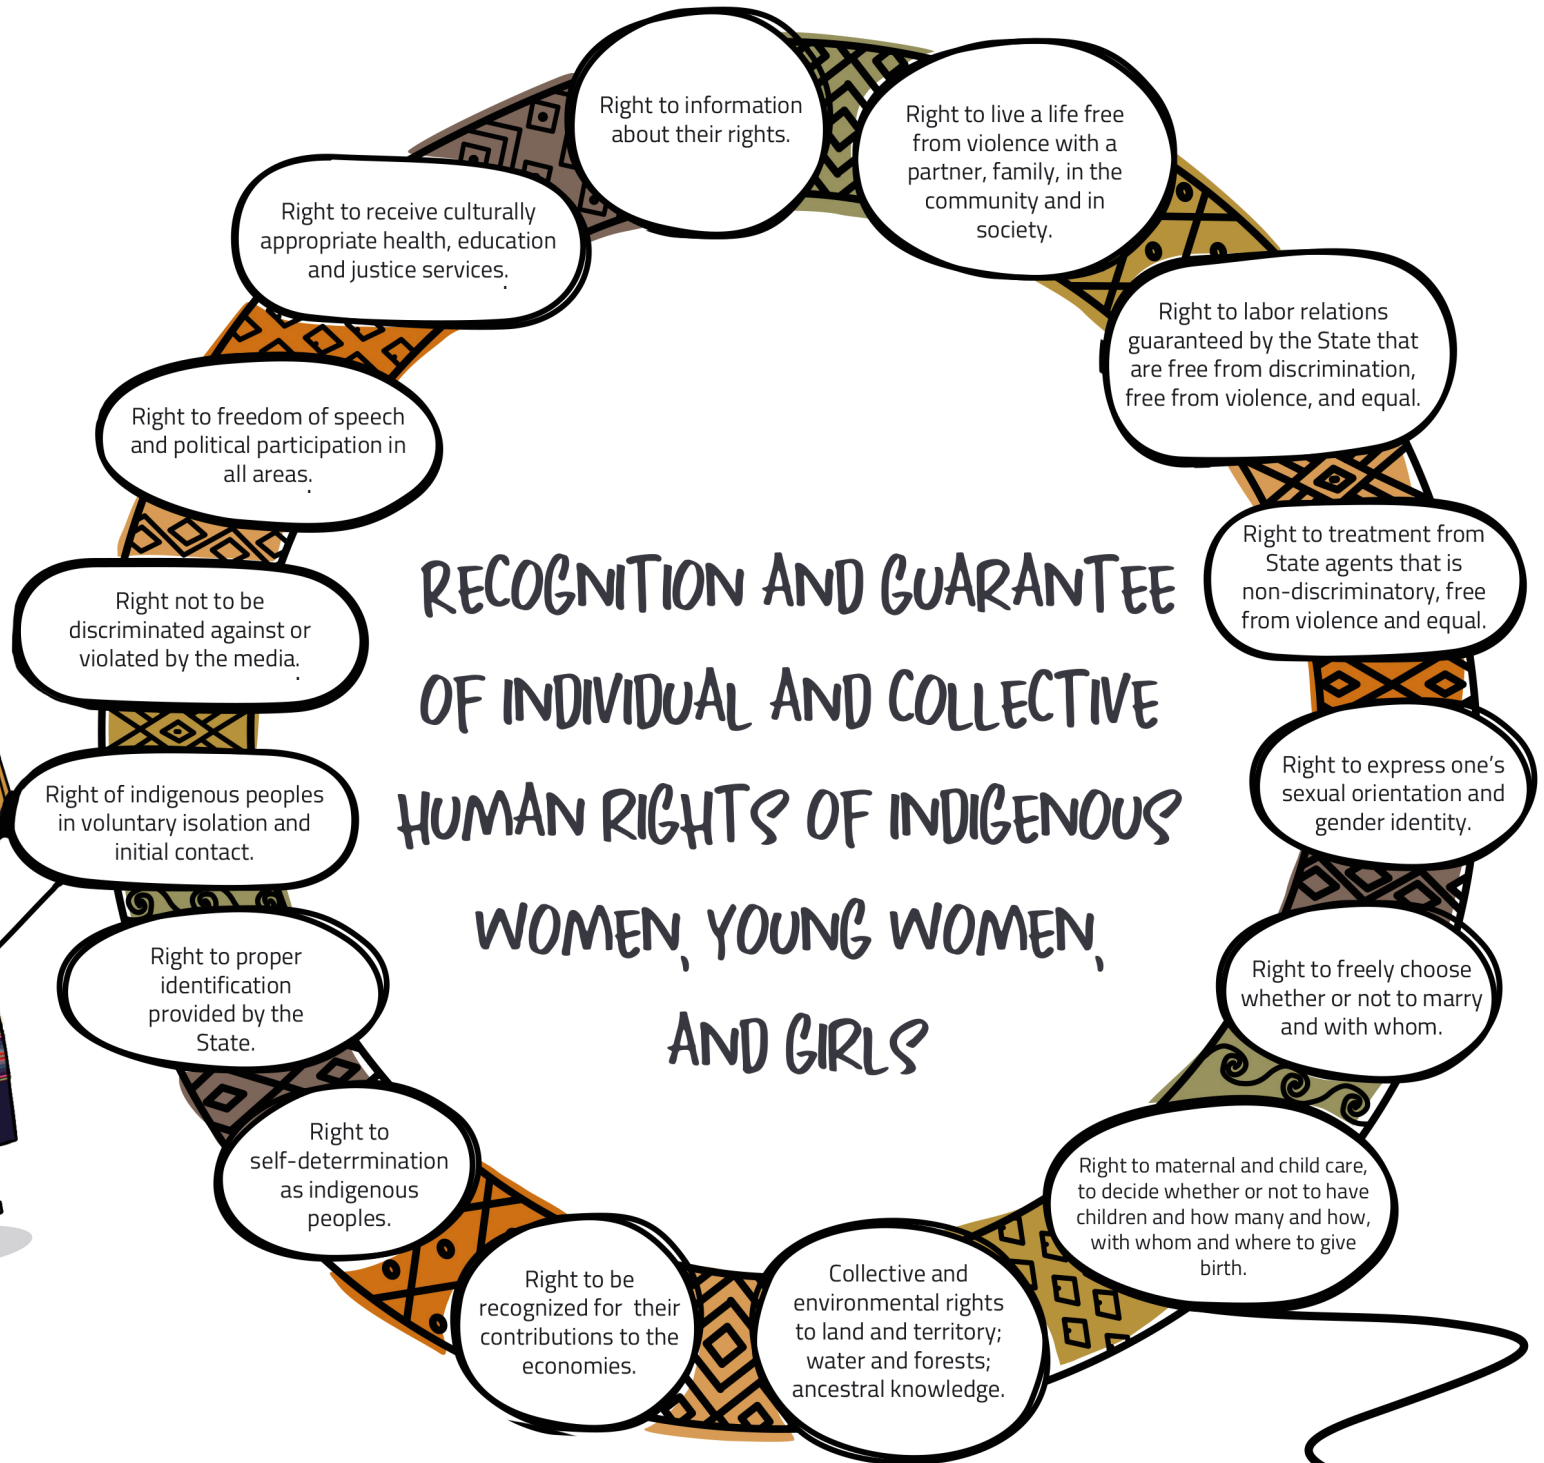 Right to information
about their rights.
Right to live a life free
from violence with a
partner, family, in the
community and in
society.
Right to labor relations
guaranteed by the State that
are free from discrimination,
free from violence, and equal.
Right to treatment from
State agents that is
non-discriminatory, free
from violence and equal.
Right to express one’s
sexual orientation and
gender identity.
Right to freely choose
whether or not to marry
and with whom.
Right to maternal and child care,
to decide whether or not to have
children and how many and how,
with whom and where to give
birth.
Collective and
environmental rights
to land and territory;
water and forests;
ancestral knowledge.
Right to be
recognized for their
contributions to the
economies.
Right to
self-deterrmination
as indigenous
peoples.
Right to proper
identification
provided by the
State.
Right of indigenous peoples
in voluntary isolation and
initial contact.
Right not to be
discriminated against or
violated by the media.
.
Right to freedom of speech
and political participation in
all areas.
.
Right to receive culturally
appropriate health, education
and justice services.
.
RECOGNITION AND GUARANTEE
OF INDIVIDUAL AND COLLECTIVE
HUMAN RIGHTS OF INDIGENOUS
WOMEN, YOUNG WOMEN,
AND GIRLS